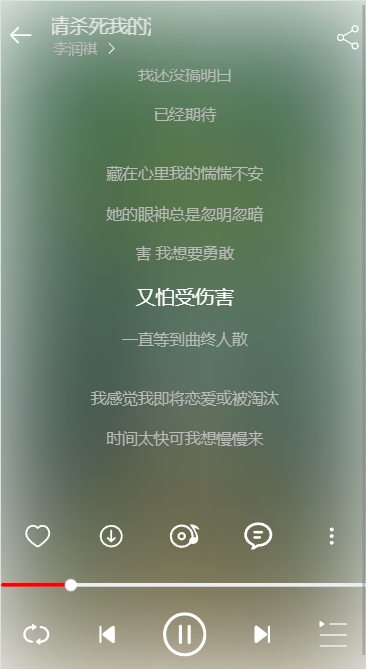 请杀死我的
李润祺
我还没搞明白
已经期待
藏在心里我的惴惴不安
她的眼神总是忽明忽暗
害 我想要勇敢
又怕受伤害
一直等到曲终人散
我感觉我即将恋爱或被淘汰
时间太快可我想慢慢来